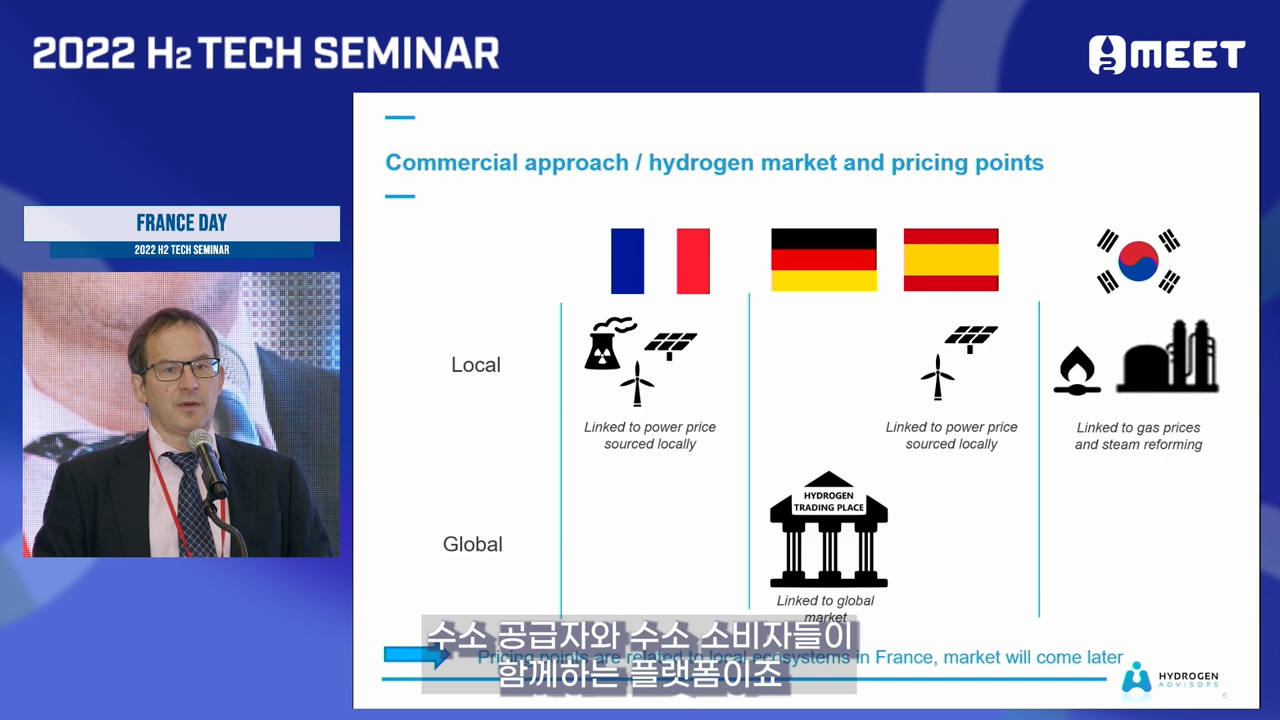 2022 H2 TECH SEMINAR
H2 MEET
FRANCE DAY
2022 H2 TECH SEMINAR
Commercial approach / hydrogen market and pricing points
Local
Linked to power price
sourced locally
Linked to power price
sourced locally
Linked to gas prices
and steam reforming
HYDROGEN
TRADING PLACE
Global
Linked to global
market
Pricing points are related to local ecosystems in France, market will come later
수소 공급자와 수소 소비자들이
함께하는 플랫폼이죠
HYDROGEN
ADVISORS
6